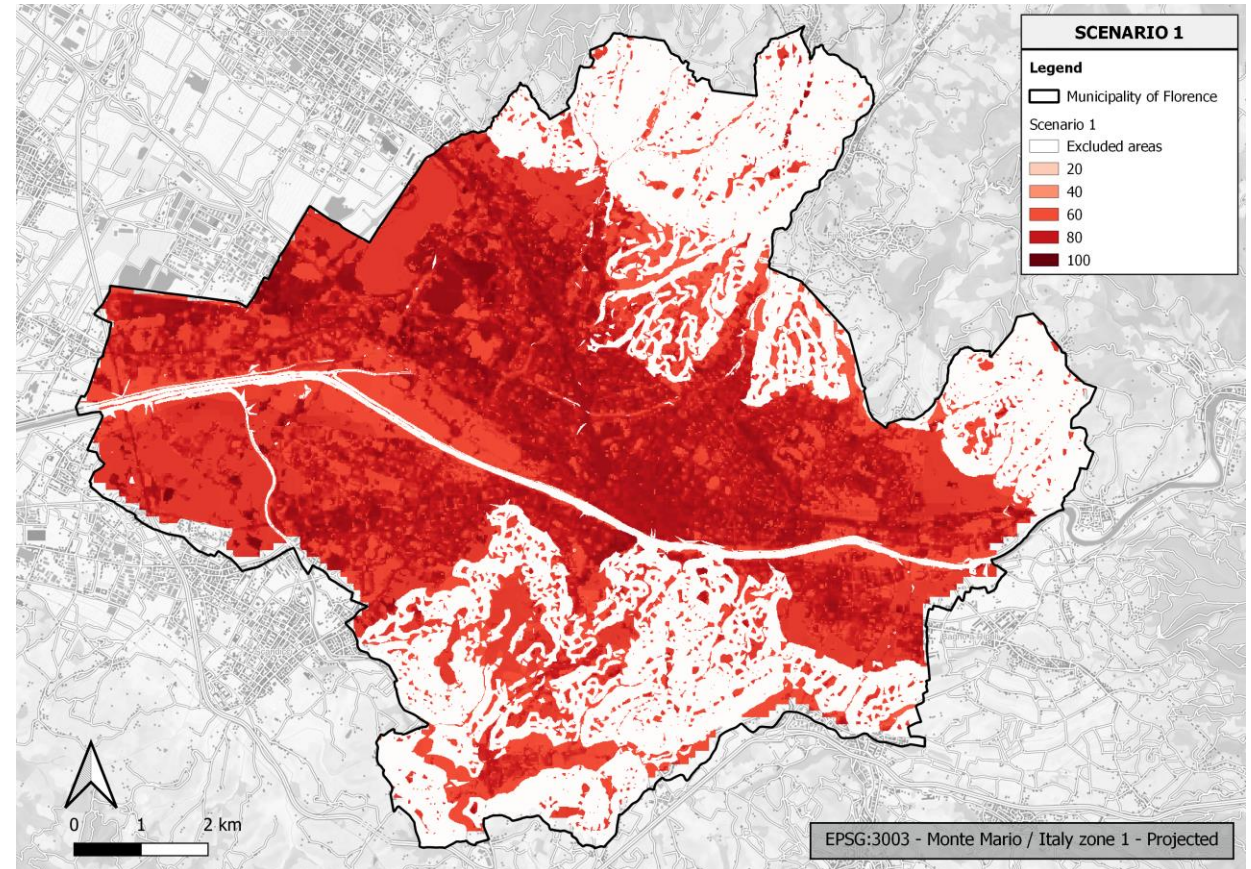 SCENARIO 1
Legend
Municipality of Florence
Scenario 1
Excluded areas
20
40
60
80
100
0 1 2 km
EPSG:3003 - Monte Mario / Italy zone 1 - Projected